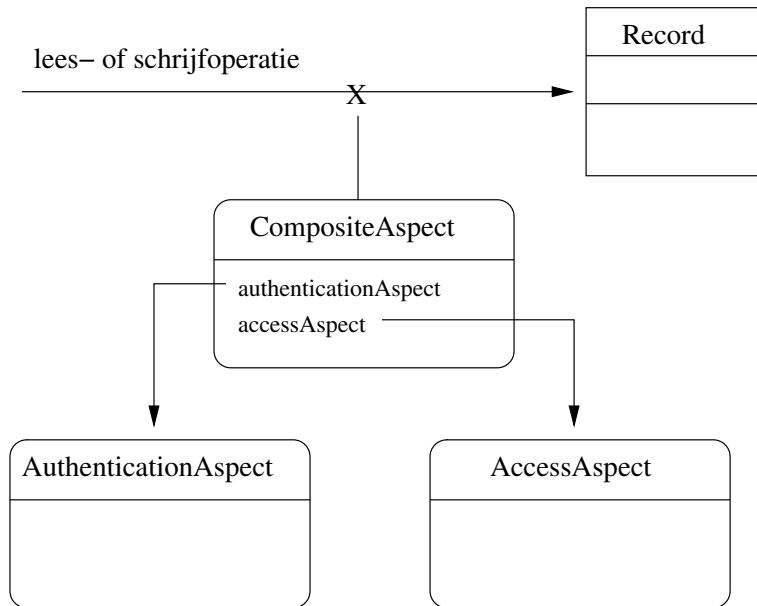 Record
lees– of schrijfoperatie
X
CompositeAspect
authenticationAspect
accessAspect
AuthenticationAspect
AccessAspect